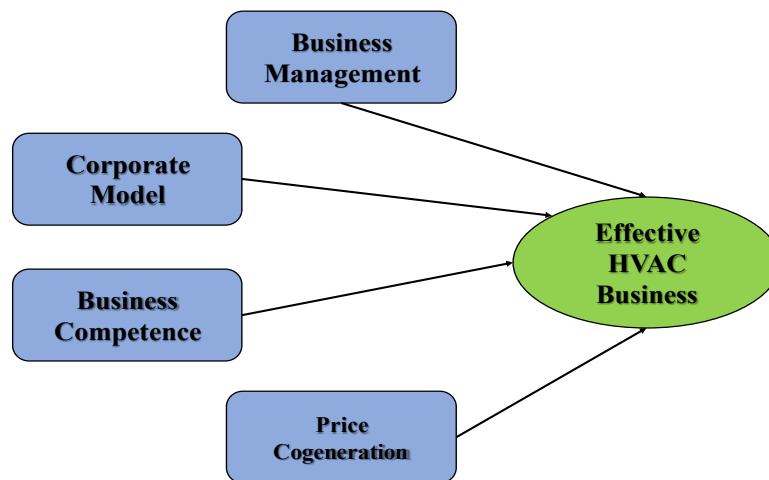 Business
Management
Corporate
Model
Effective
HVAC
Business
Business
Competence
Price
Cogeneration